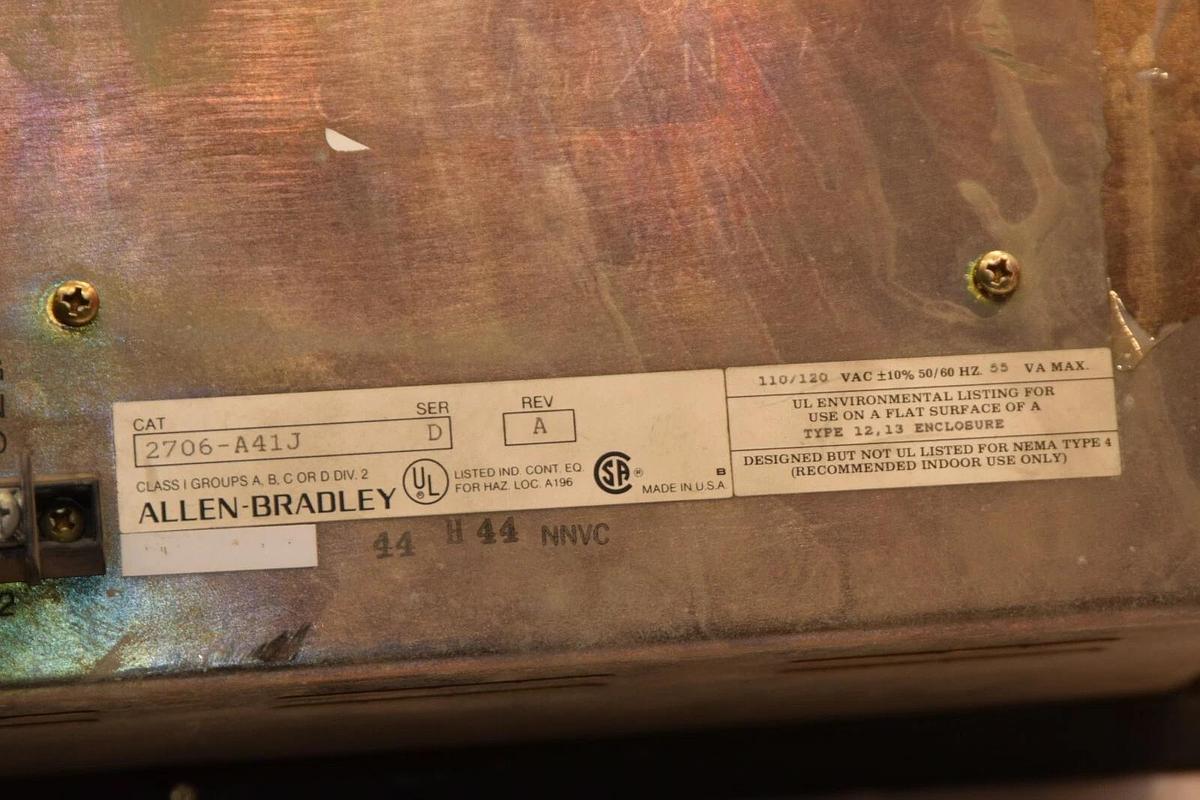 CAT SER REV
2706-A41J D A
CLASS I GROUPS A, B, C OR D DIV. 2
ALLEN-BRADLEY
UL
LISTED IND. CONT. EQ.
FOR HAZ. LOC. A196
SA ®
B
MADE IN U.S.A.
110/120 VAC ±10% 50/60 HZ. 55 VA MAX.
UL ENVIRONMENTAL LISTING FOR
USE ON A FLAT SURFACE OF A
TYPE 12,13 ENCLOSURE
DESIGNED BUT NOT UL LISTED FOR NEMA TYPE 4
(RECOMMENDED INDOOR USE ONLY)
44 H 44 NNVC
N
2